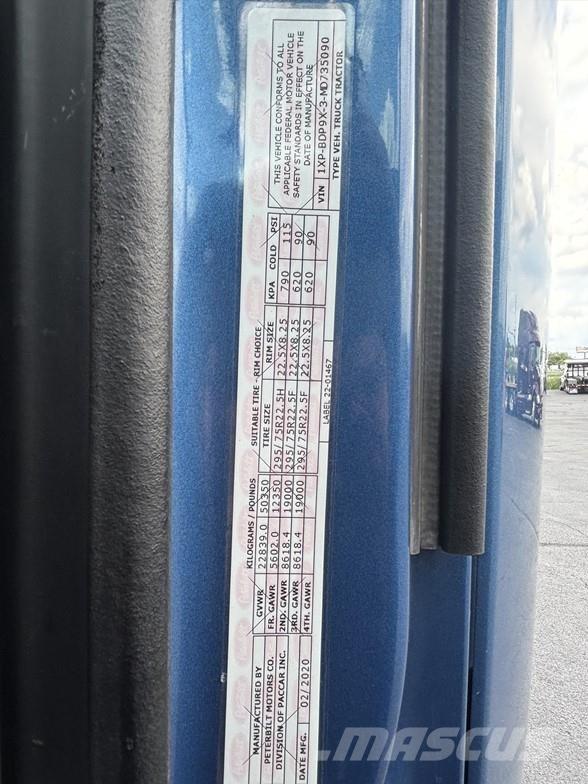 MANUFACTURED BY
PETERBILT MOTORS CO.
DIVISION OF PACCAR INC.
DATE MFG. 02/2020
KILOGRAMS / POUNDS
GVWR 22839.0 50350
FR. GAWR 5602.0 12350
2ND. GAWR 8618.4 19000
3RD. GAWR 8618.4 19000
4TH. GAWR
SUITABLE TIRE - RIM CHOICE
TIRE SIZE RIM SIZE KPA COLD PSI
295/75R22.5H 22.5X8.25 790 115
295/75R22.5F 22.5X8.25 620 90
295/75R22.5F 22.5X8.25 620 90
LABEL 22-01467
THIS VEHICLE CONFORMS TO ALL
APPLICABLE FEDERAL MOTOR VEHICLE
SAFETY STANDARDS IN EFFECT ON THE
DATE OF MANUFACTURE
VIN 1XP-BDP9X-3-MD735090
TYPE VEH. TRUCK TRACTOR
MASCUS